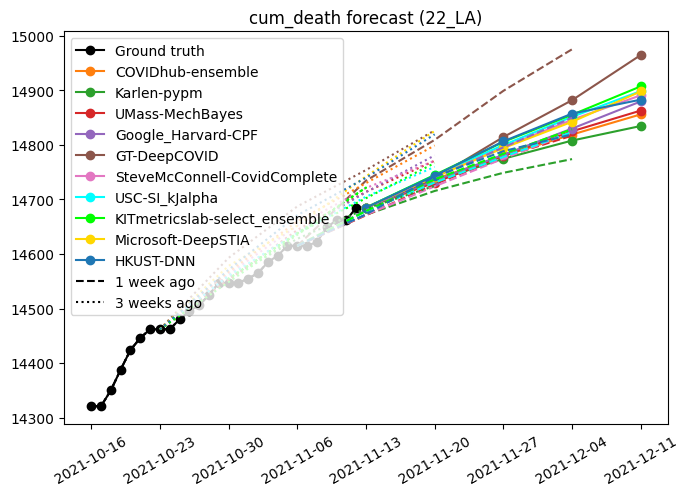 cum_death forecast (22_LA)
15000
14900
14800
14700
14600
14500
14400
14300
Ground truth
COVIDhub-ensemble
Karlen-pypm
UMass-MechBayes
Google_Harvard-CPF
GT-DeepCOVID
SteveMcConnell-CovidComplete
USC-SI_kJalpha
KITmetricslab-select_ensemble
Microsoft-DeepSTIA
HKUST-DNN
1 week ago
3 weeks ago
2021-10-16
2021-10-23
2021-10-30
2021-11-06
2021-11-13
2021-11-20
2021-11-27
2021-12-04
2021-12-11